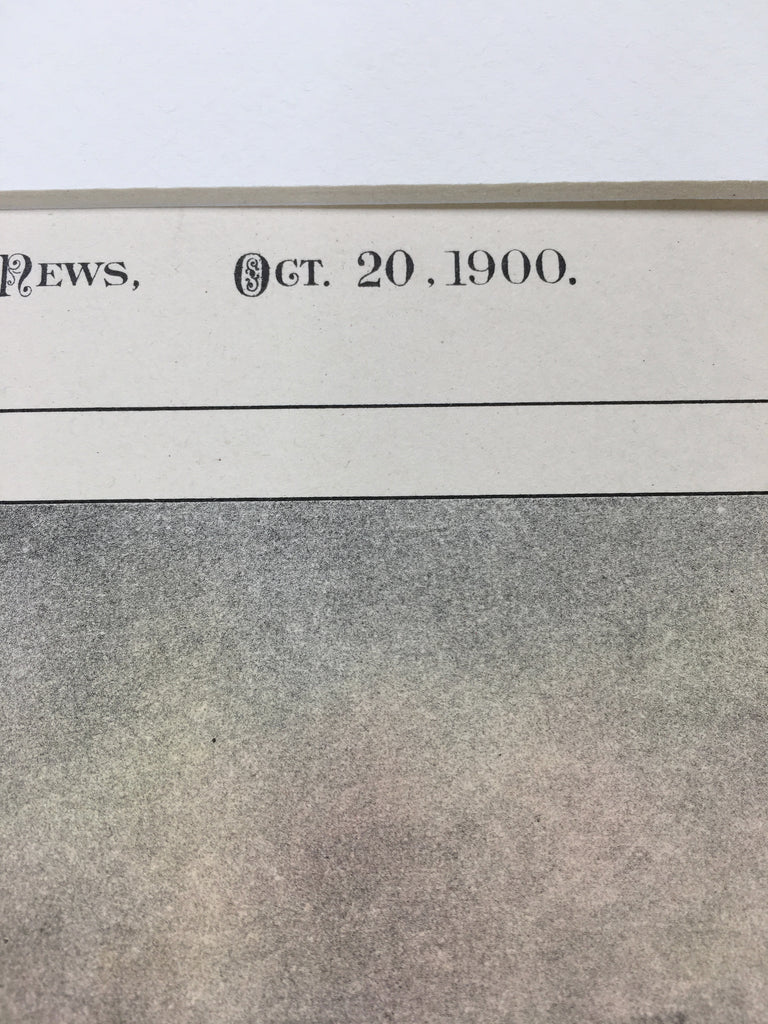 News, Oct. 20, 1900.